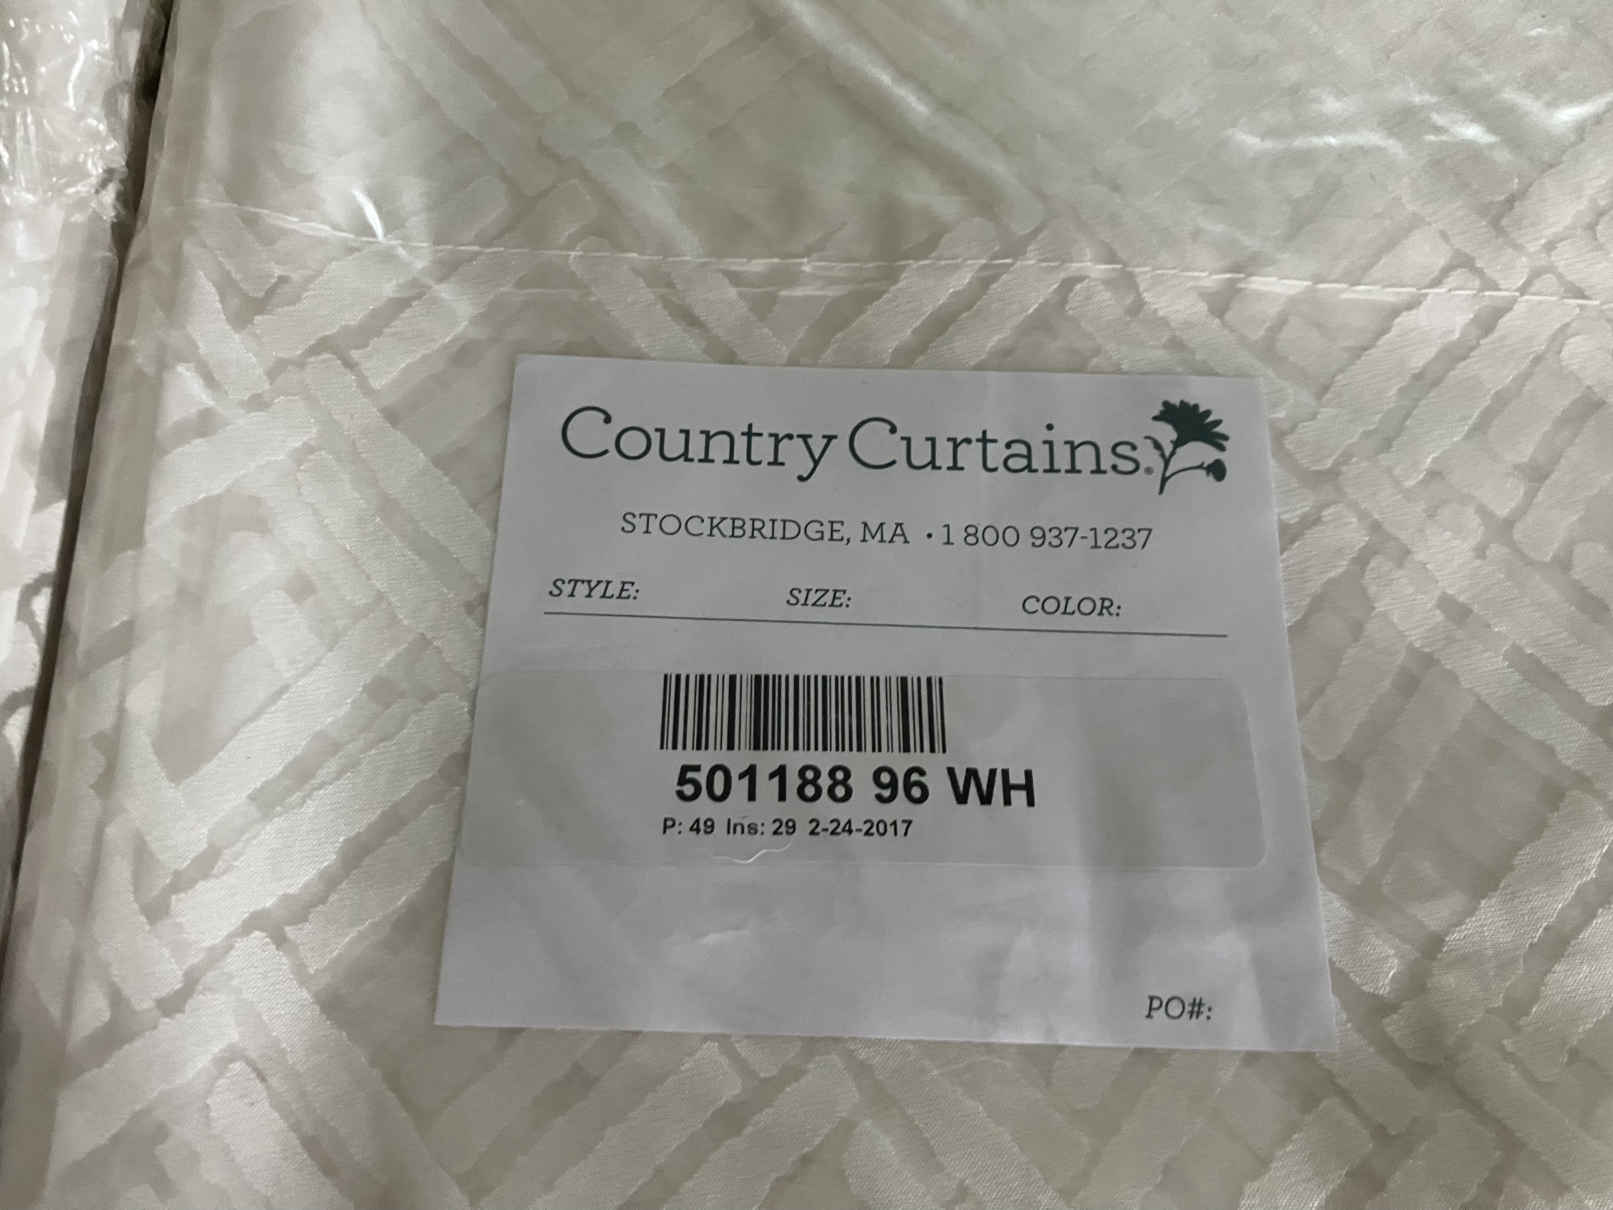 Country Curtains®
STOCKBRIDGE, MA • 1 800 937-1237
STYLE: SIZE: COLOR:
501188 96 WH
P: 49 Ins: 29 2-24-2017
PO#: